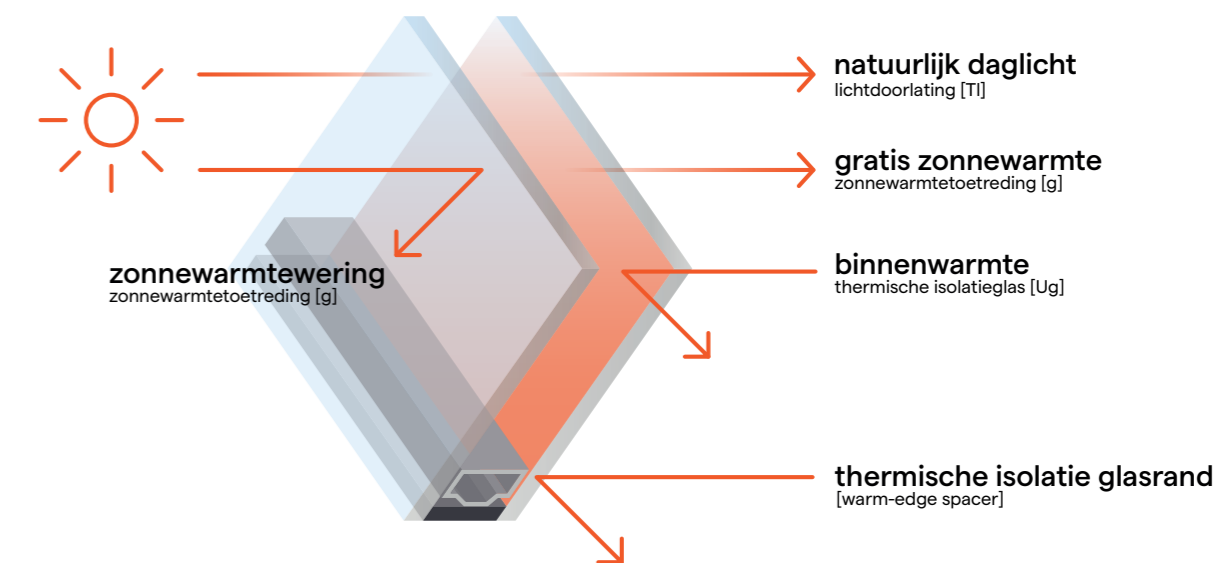 natuurlijk daglicht
lichtdoorlating [Tl]
gratis zonnewarmte
zonnewarmtetoetreding [g]
zonnewarmtewering
zonnewarmtetoetreding [g]
binnenwarmte
thermische isolatieglas [Ug]
thermische isolatie glasrand
[warm-edge spacer]